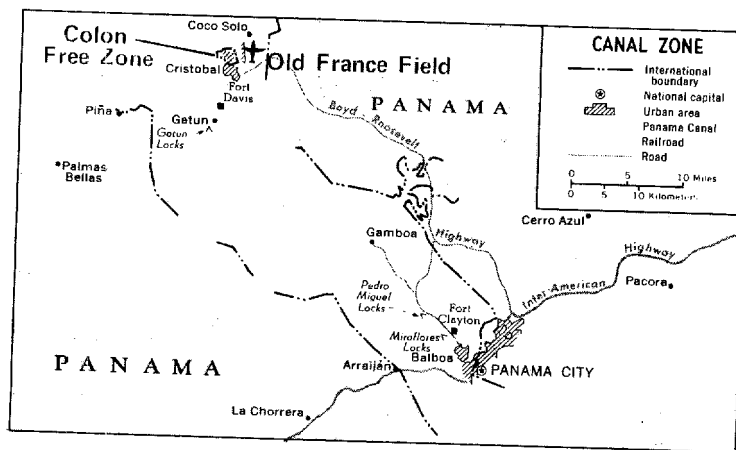 Coco Solo
Colon
Free Zone
Old France Field
Cristobal
Fort
Davis
Piña
Gatun
Gatun
Locks
Palmas
Bellas
PANAMA
Boyd - Roosevelt
Highway
CANAL ZONE
International
boundary
National capital
Urban area
Panama Canal
Railroad
Road
0 5 10 Miles
0 5 10 Kilometers
Cerro Azul
Gamboa
Highway
Inter-American
Pacora
Pedro
Miguel
Locks
Fort
Clayton
Miraflores
Locks
Balboa
PANAMA
Arraiján
PANAMA CITY
La Chorrera